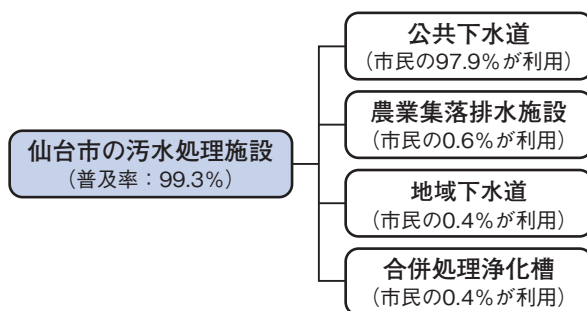 仙台市の汚水処理施設
(普及率：99.3%)
公共下水道
(市民の97.9%が利用)
農業集落排水施設
(市民の0.6%が利用)
地域下水道
(市民の0.4%が利用)
合併処理浄化槽
(市民の0.4%が利用)